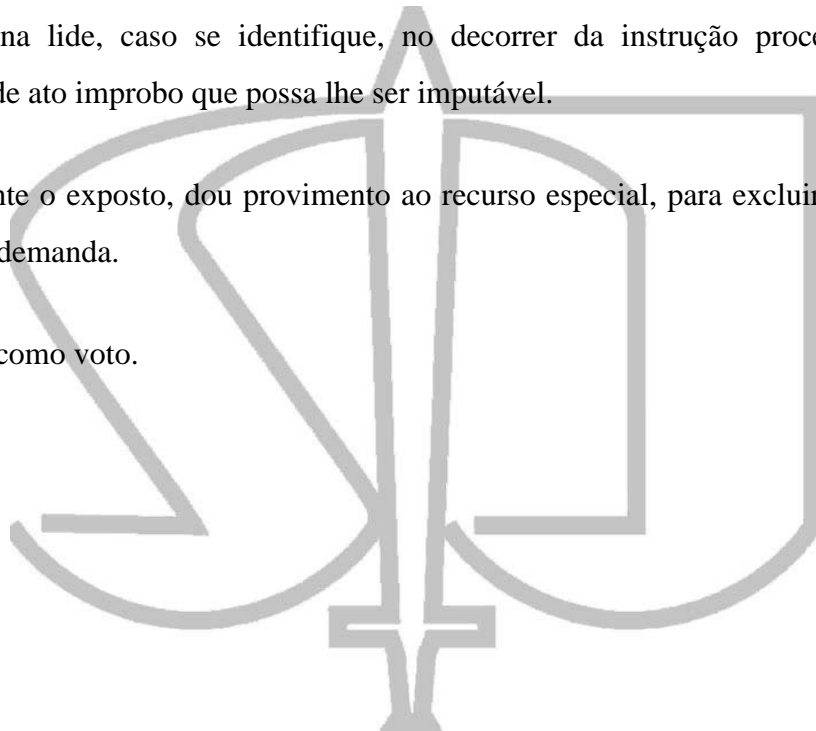 na lide, caso se identifique, no decorrer da instrução proce
de ato improbo que possa lhe ser imputável.
nte o exposto, dou provimento ao recurso especial, para excluir
demanda.
como voto.